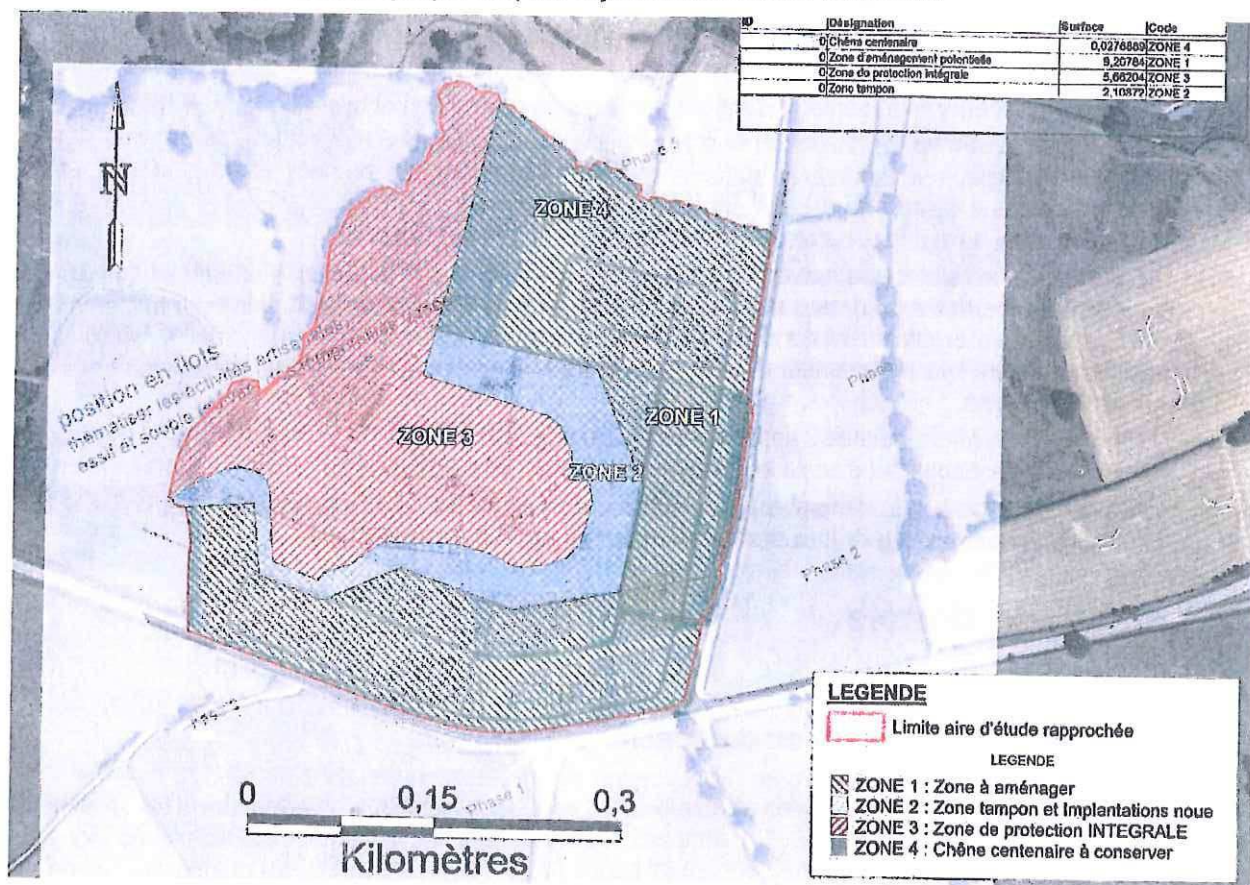 ID Désignation Surface Code
0 Chêne centenaire 0,0276889 ZONE 4
0 Zone d'aménagement potentielle 9,20784 ZONE 1
0 Zone de protection intégrale 5,66204 ZONE 3
0 Zone tampon 2,10872 ZONE 2
N
ZONE 4
position en îlots
ZONE 1
ZONE 3
ZONE 2
Phase
Phase 2
phase 1
0 0,15 0,3
Kilomètres
LEGENDE
Limite aire d'étude rapprochée
LEGENDE
ZONE 1 : Zone à aménager
ZONE 2 : Zone tampon et Implantations noue
ZONE 3 : Zone de protection INTEGRALE
ZONE 4 : Chêne centenaire à conserver